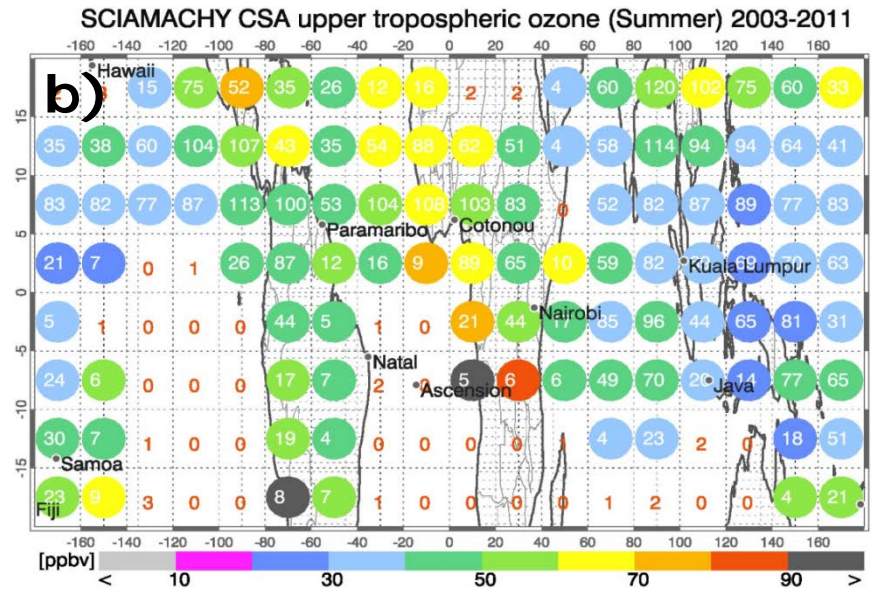 SCIAMACHY CSA upper tropospheric ozone (Summer) 2003-2011
-160 -140 -120 -100 -80 -60 -40 -20 0 20 40 60 80 100 120 140 160
b)
Hawaii
15 75 52 35 26 12 16 2 2 4 60 120 102 75 60 33
15
35 38 60 104 107 43 35 54 88 62 51 4 58 114 94 94 64 41
10
83 82 77 87 113 100 53 104 108 103 83 0 52 82 87 89 77 83
Paramaribo Cotonou
5
21 7 0 1 26 87 12 16 9 89 65 10 59 82 69 70 63
Kuala Lumpur
0
Nairobi
5 1 0 0 0 44 5 1 0 21 44 17 85 96 44 65 81 31
-5
Natal
24 6 0 0 0 17 7 2 0 5 6 6 49 70 20 14 77 65
Ascension Java
-10
30 7 1 0 0 19 4 0 0 0 0 1 4 23 2 0 18 51
Samoa
-15
23 9 3 0 0 8 7 1 0 0 0 0 1 2 0 0 4 21
Fiji
-160 -140 -120 -100 -80 -60 -40 -20 0 20 40 60 80 100 120 140 160
[ppbv]
< 10 30 50 70 90 >